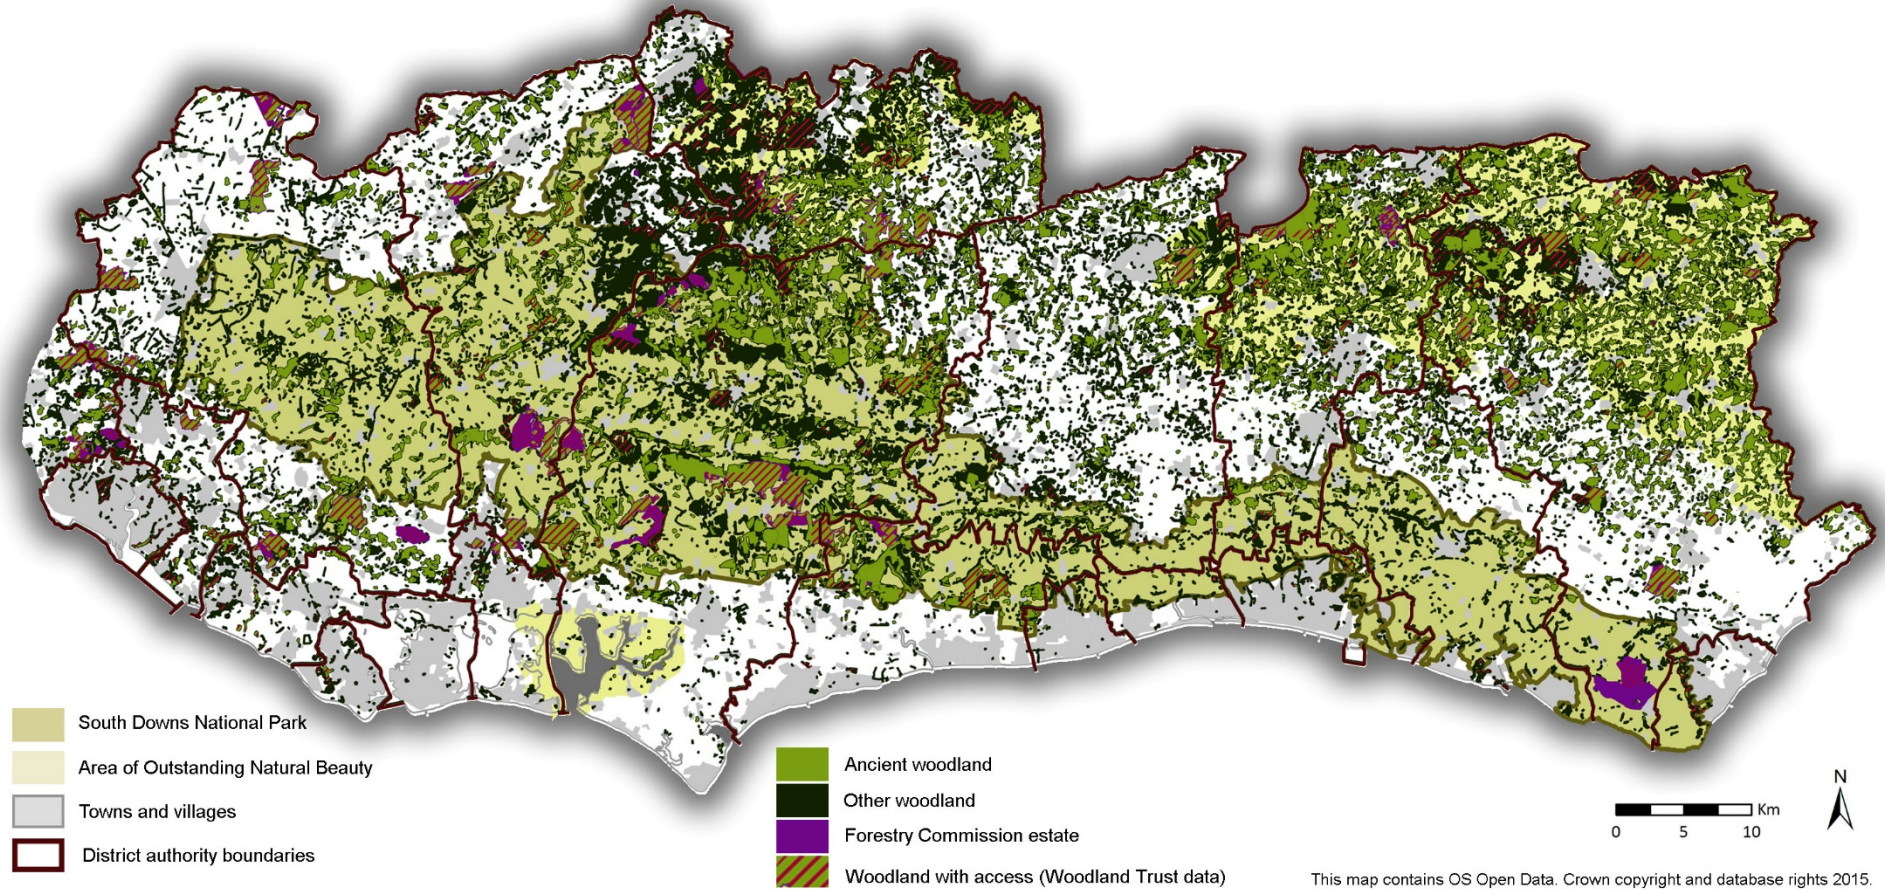 South Downs National Park
Area of Outstanding Natural Beauty
Towns and villages
District authority boundaries
Ancient woodland
Other woodland
Forestry Commission estate
Woodland with access (Woodland Trust data)
N
Km
0 5 10
This map contains OS Open Data. Crown copyright and database rights 2015.